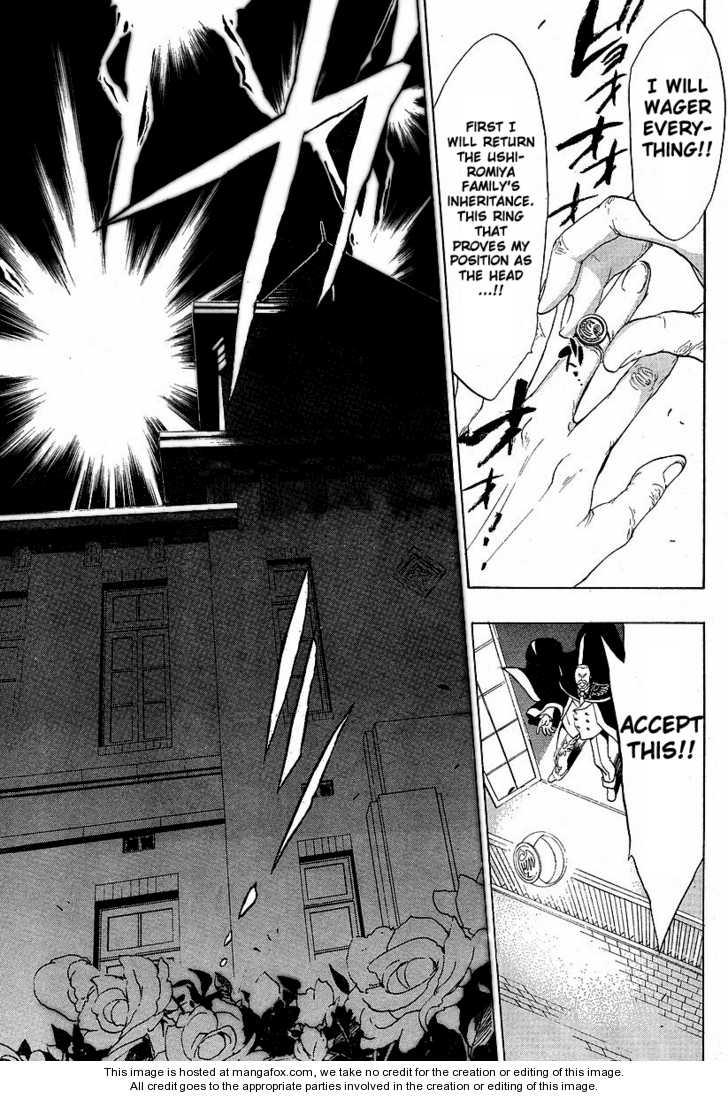 I WILL
WAGER
EVERY-
THING!!
FIRST I
WILL RETURN
THE USHI-
ROMIYA
FAMILY'S
INHERITANCE.
THIS RING
THAT
PROVES MY
POSITION AS
THE HEAD
...!!
ACCEPT
THIS!!
This image is hosted at mangafox.com, we take no credit for the creation or editing of this image.
All credit goes to the appropriate parties involved in the creation or editing of this image.